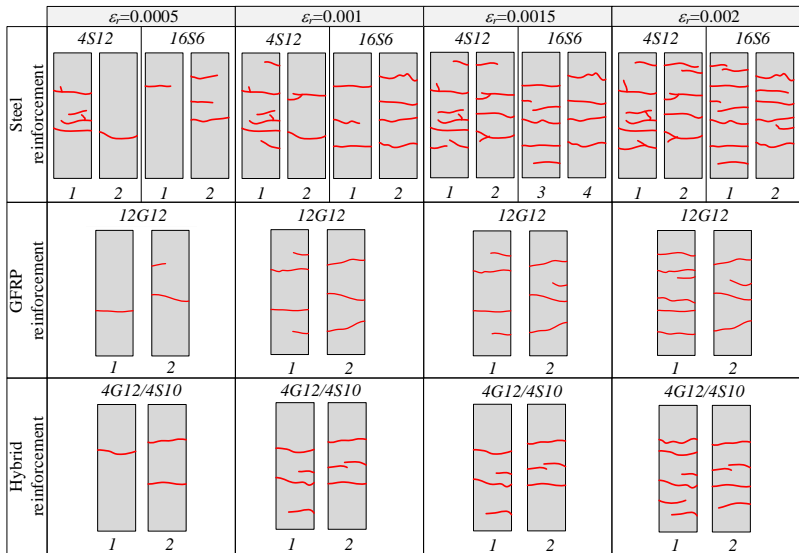 εr=0.0005 εr=0.001 εr=0.0015 εr=0.002
Steel reinforcement
4S12 16S6 4S12 16S6 4S12 16S6 4S12 16S6
1 2 1 2 1 2 1 2 1 2 3 4 1 2 1 2
GFRP reinforcement
12G12 12G12 12G12 12G12
1 2 1 2 1 2 1 2
Hybrid reinforcement
4G12/4S10 4G12/4S10 4G12/4S10 4G12/4S10
1 2 1 2 1 2 1 2